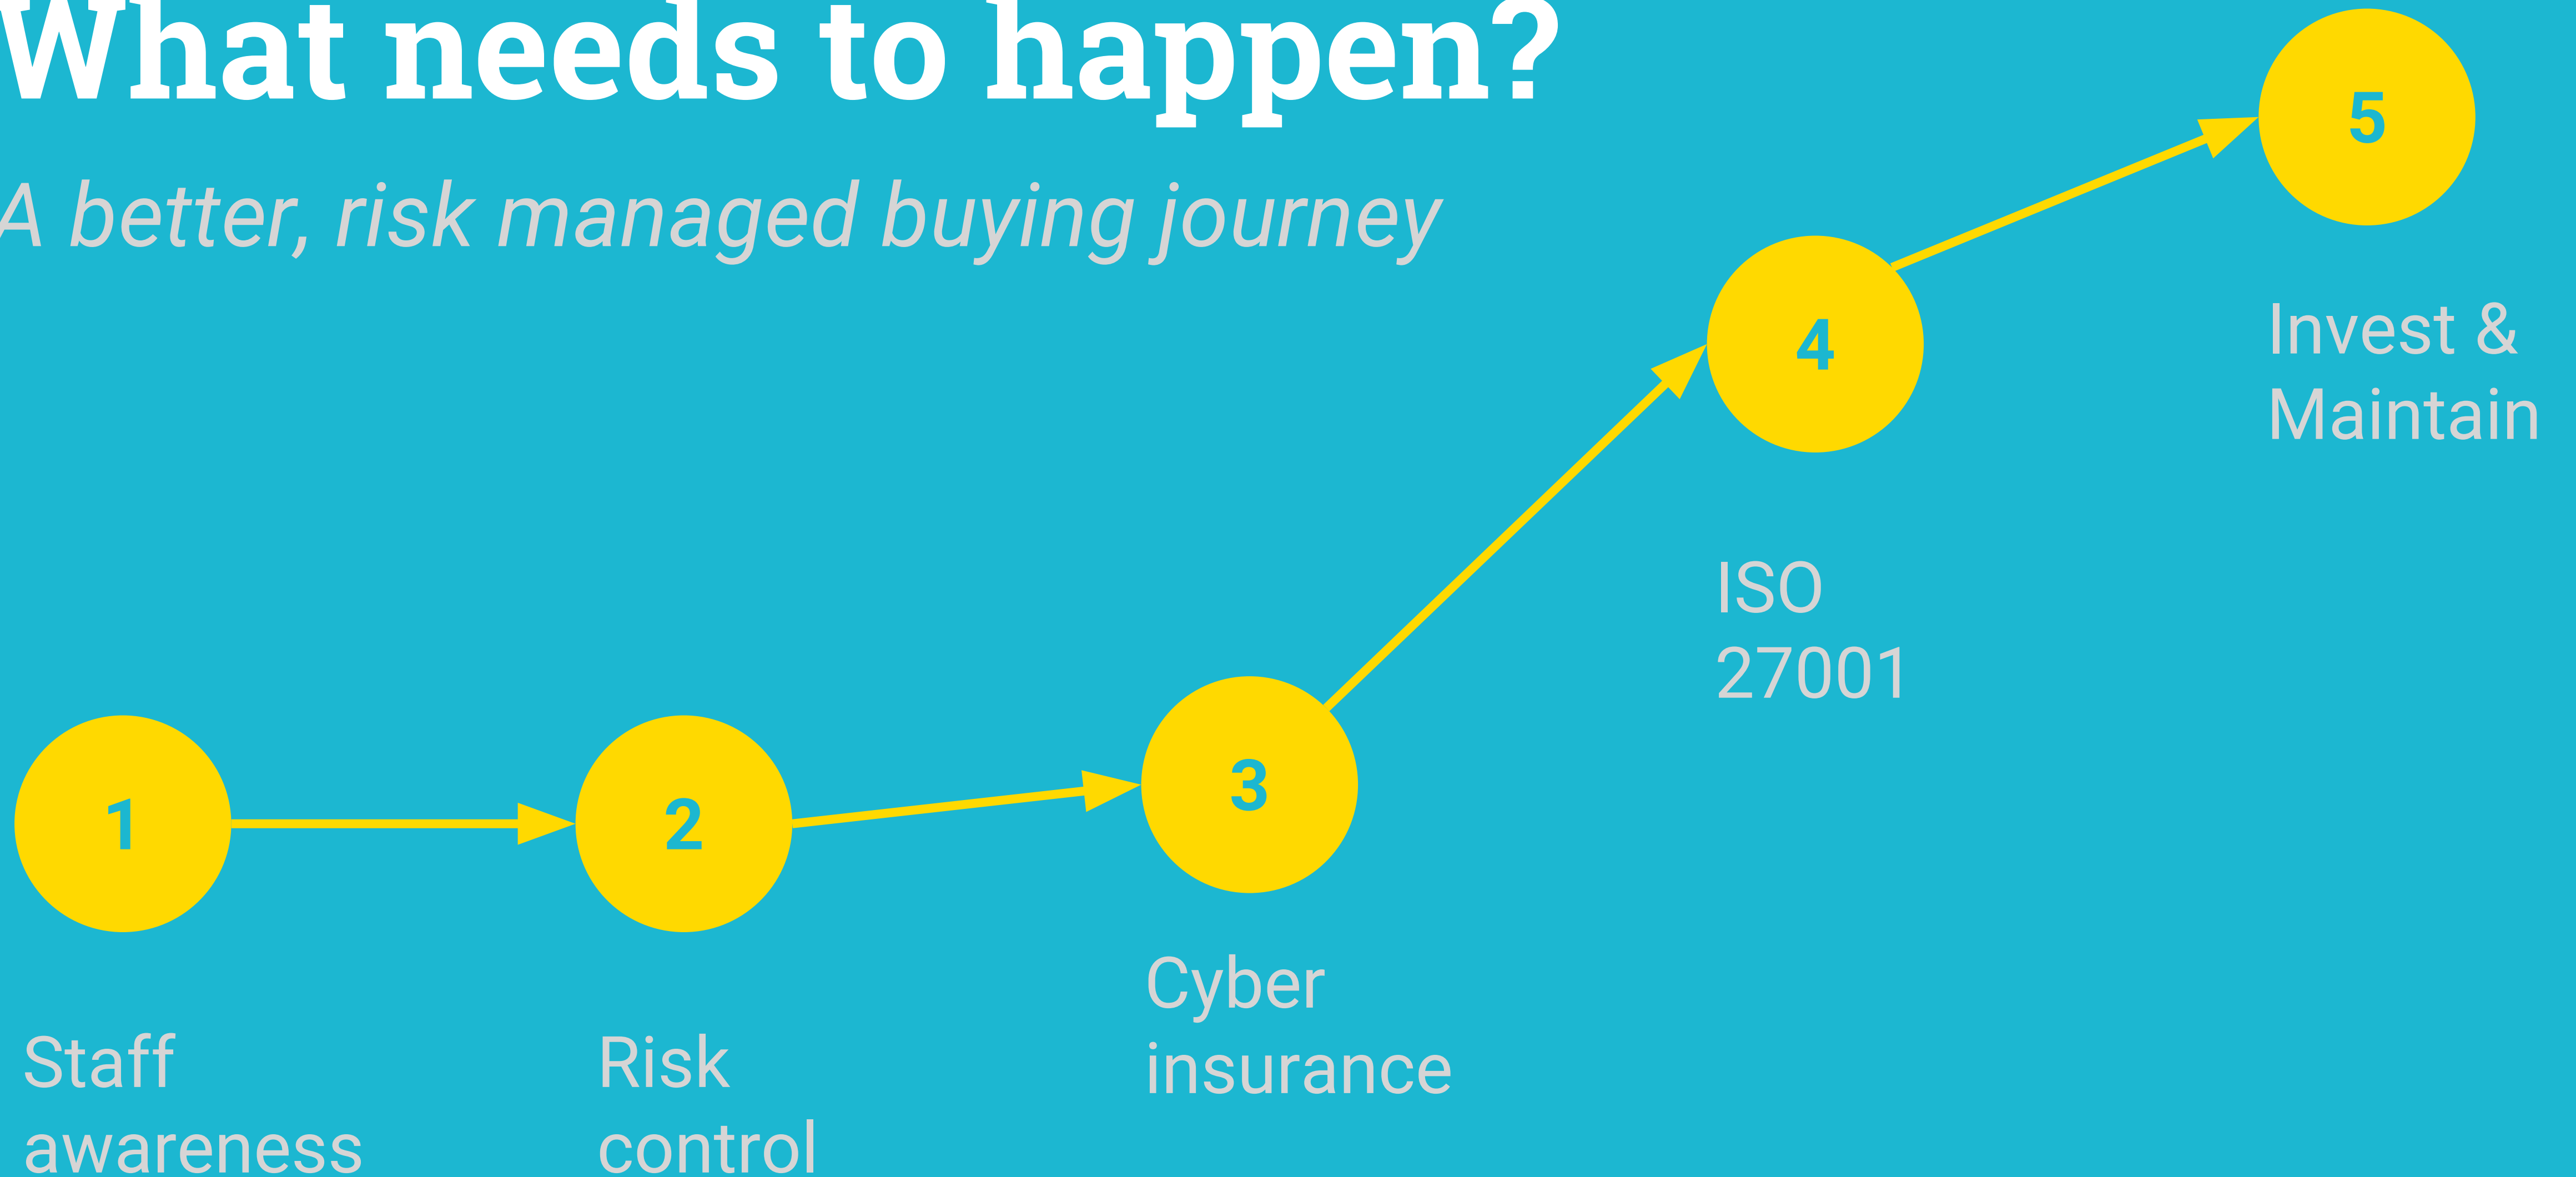 What needs to happen?
A better, risk managed buying journey
1
Staff
awareness
2
Risk
control
3
Cyber
insurance
4
ISO
27001
5
Invest &
Maintain